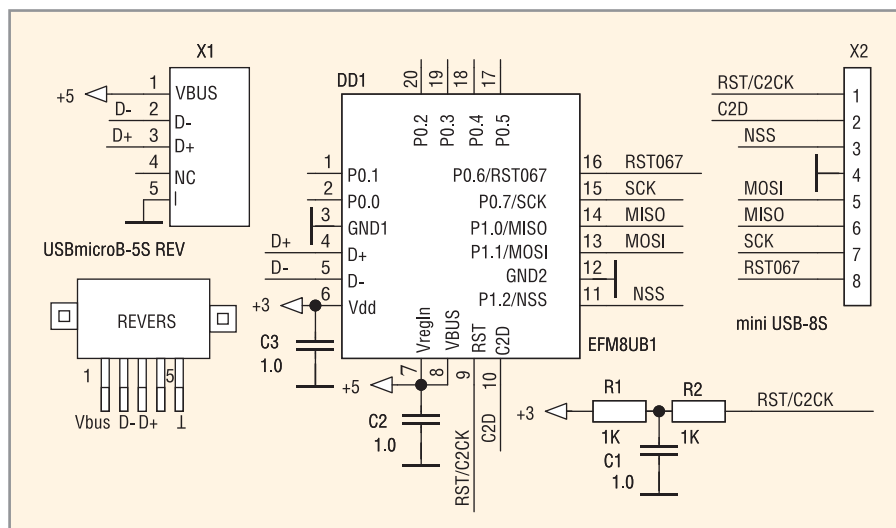 X1
+5
1
VBUS
D-
2
D-
D+
3
D+
4
NC
5
USBmicroB-5S REV
REVERS
1
5
Vbus
D-
D+
⊥
DD1
20
19
18
17
P0.2
P0.3
P0.4
P0.5
1
P0.1
2
P0.0
3
GND1
D+
4
D+
D-
5
D-
+3
6
Vdd
P0.6/RST067
16
RST067
P0.7/SCK
15
SCK
P1.0/MISO
14
MISO
P1.1/MOSI
13
MOSI
GND2
12
P1.2/NSS
11
NSS
VregIn
VBUS
RST
C2D
7
8
9
10
EFM8UB1
C3
1.0
+5
C2
1.0
RST/C2CK
C2D
+3
R1
1K
R2
1K
RST/C2CK
C1
1.0
X2
RST/C2CK
1
C2D
2
NSS
3
4
MOSI
5
MISO
6
SCK
7
RST067
8
mini USB-8S